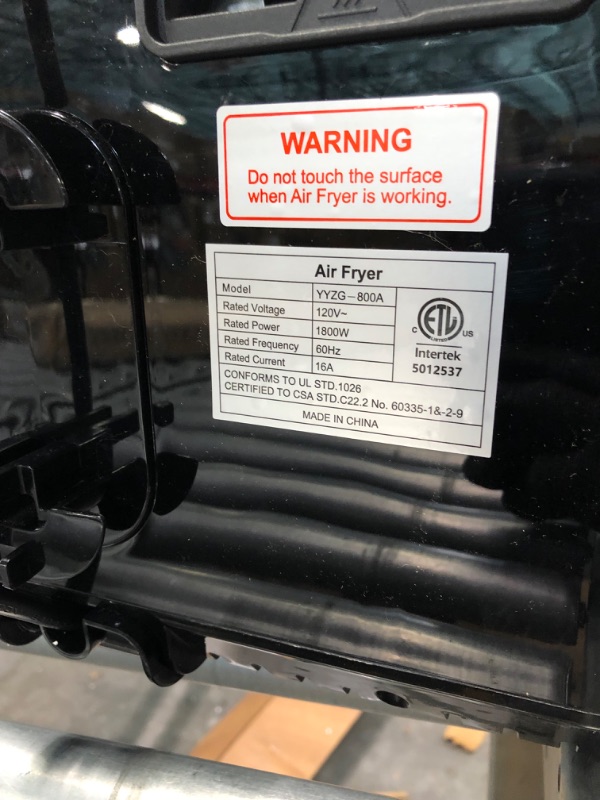 WARNING
Do not touch the surface
when Air Fryer is working.
Air Fryer
Model YYZG-800A
Rated Voltage 120V~
Rated Power 1800W
Rated Frequency 60Hz
Rated Current 16A
C ETL US
LISTED
Intertek
5012537
CONFORMS TO UL STD.1026
CERTIFIED TO CSA STD.C22.2 No. 60335-1&-2-9
MADE IN CHINA